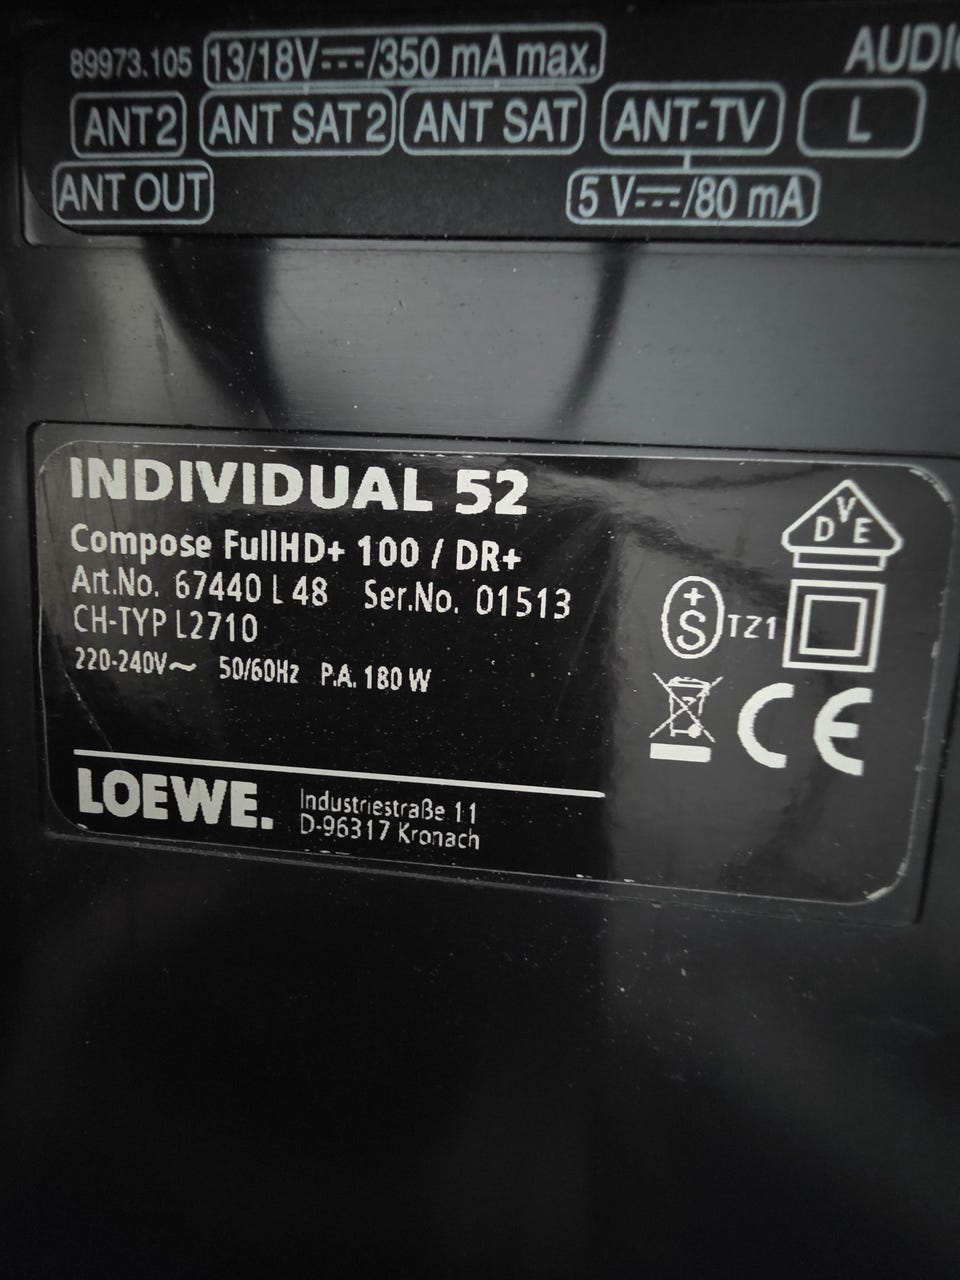 89973.105 13/18V⎓/350 mA max. AUDIO
ANT2 ANT SAT 2 ANT SAT ANT-TV L
ANT OUT 5 V⎓/80 mA
INDIVIDUAL 52
Compose FullHD+ 100 / DR+
Art.No. 67440 L 48 Ser.No. 01513
CH-TYP L2710
220-240V~ 50/60Hz P.A. 180 W
DVE
+S TZ1
CE
LOEWE.
Industriestraße 11
D-96317 Kronach